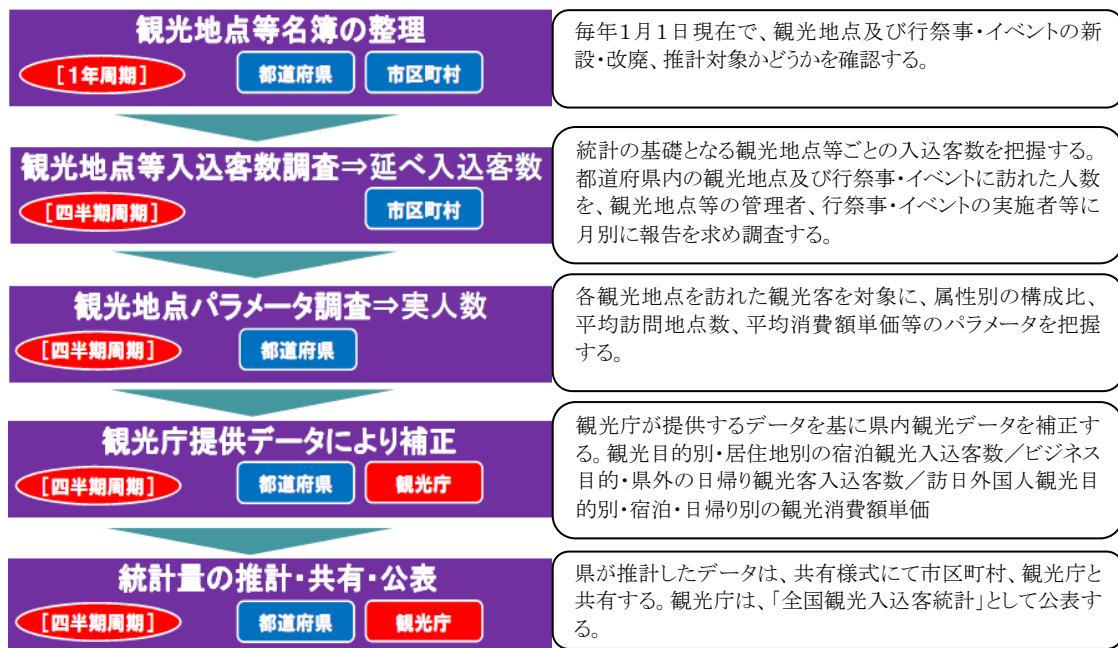 観光地点等名簿の整理
[1年周期]
都道府県
市区町村
毎年1月1日現在で、観光地点及び行祭事・イベントの新
設・改廃、推計対象かどうかを確認する。
観光地点等入込客数調査⇒延べ入込客数
[四半期周期]
市区町村
統計の基礎となる観光地点等ごとの入込客数を把握する。
都道府県内の観光地点及び行祭事・イベントに訪れた人数
を、観光地点等の管理者、行祭事・イベントの実施者等に
月別に報告を求め調査する。
観光地点パラメータ調査⇒実人数
[四半期周期]
都道府県
各観光地点を訪れた観光客を対象に、属性別の構成比、
平均訪問地点数、平均消費額単価等のパラメータを把握
する。
観光庁提供データにより補正
[四半期周期]
都道府県
観光庁
観光庁が提供するデータを基に県内観光データを補正す
る。観光目的別・居住地別の宿泊観光入込客数／ビジネス
目的・県外の日帰り観光客入込客数／訪日外国人観光目
的別・宿泊・日帰り別の観光消費額単価
統計量の推計・共有・公表
[四半期周期]
都道府県
観光庁
県が推計したデータは、共有様式にて市区町村、観光庁と
共有する。観光庁は、「全国観光入込客統計」として公表す
る。